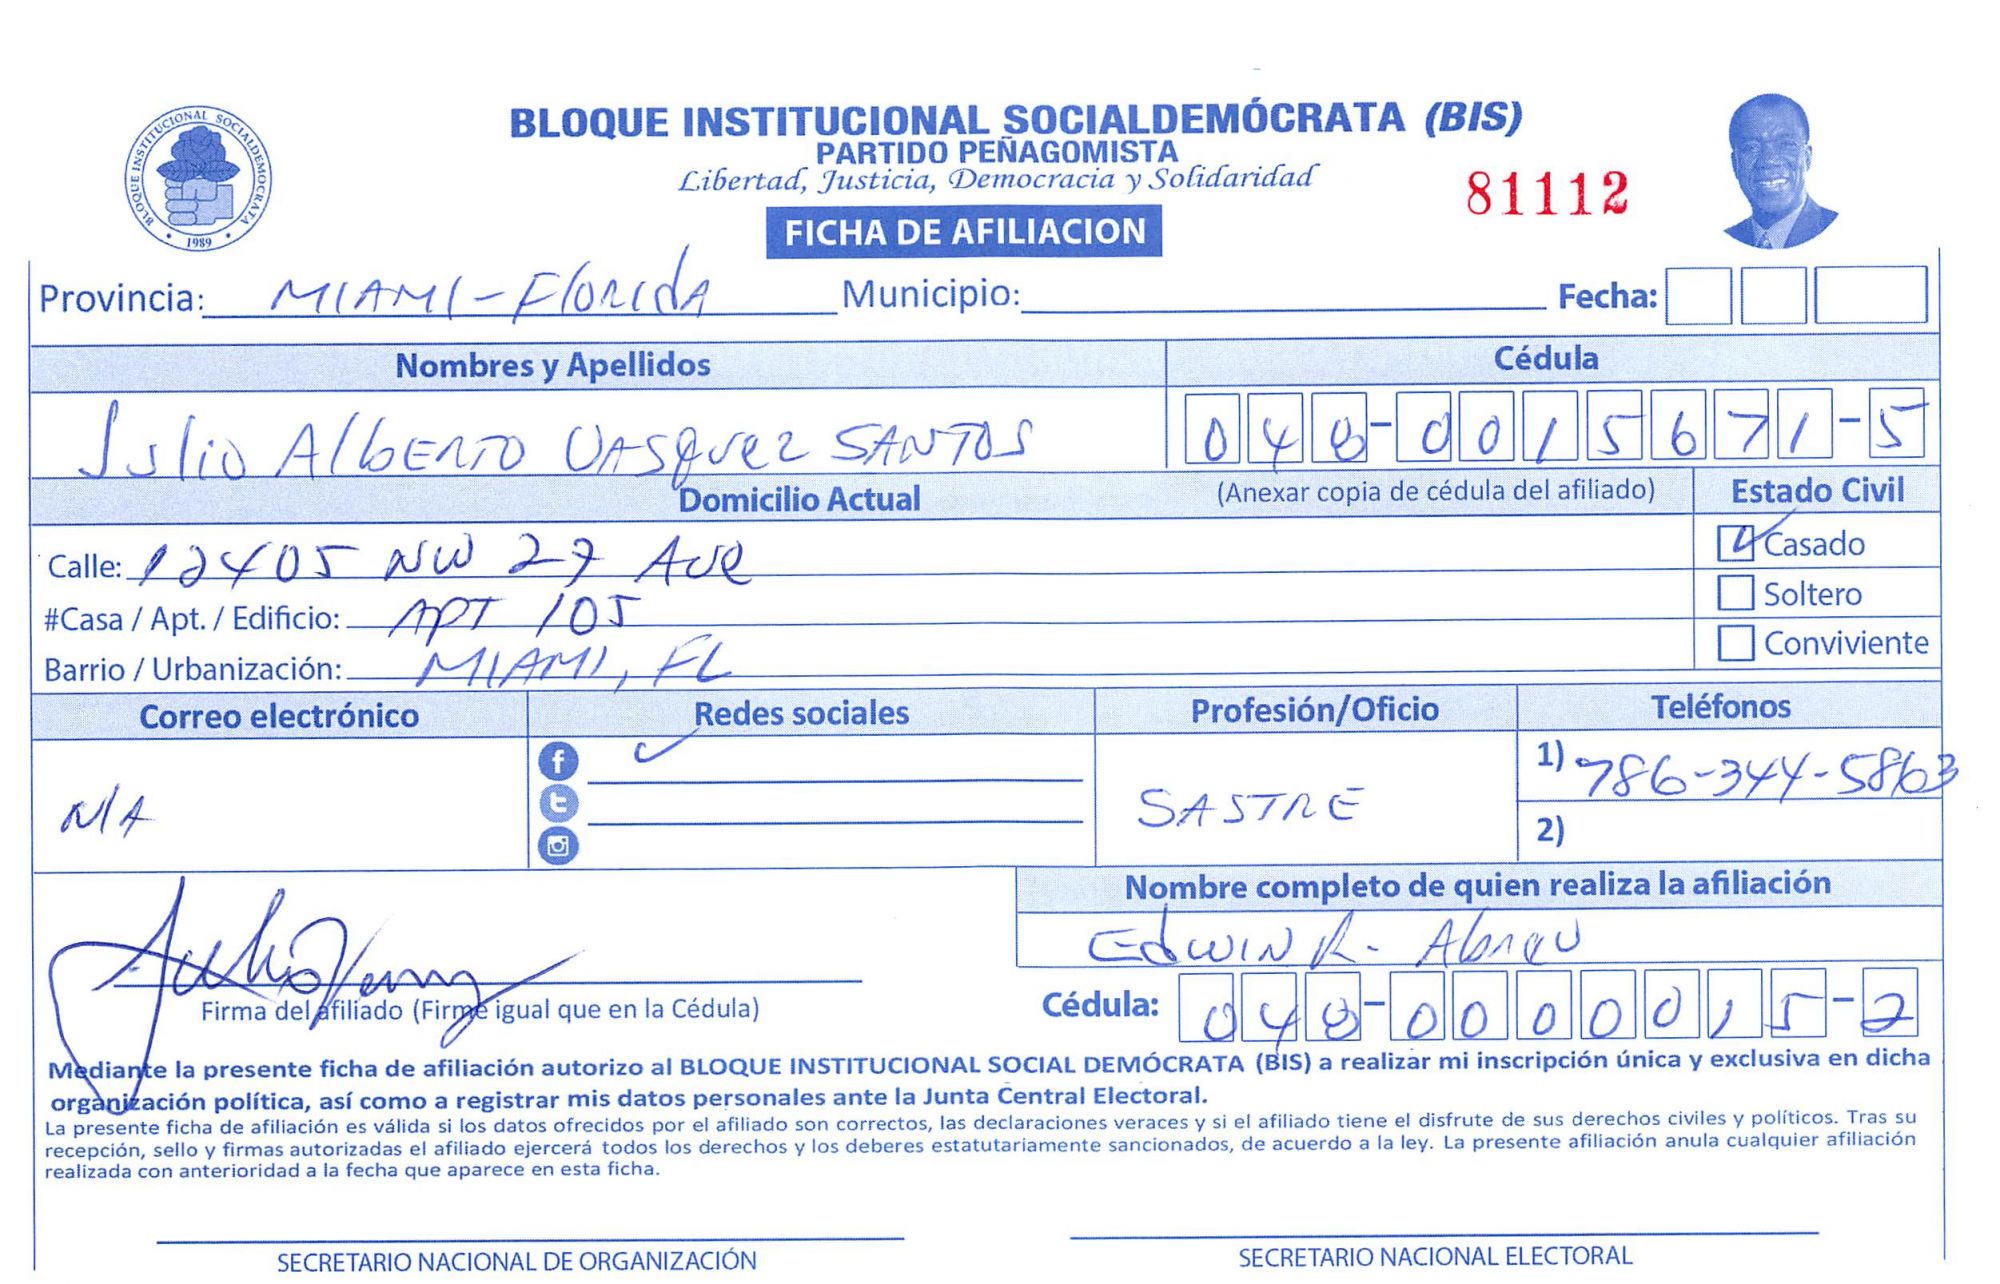 BLOQUE INSTITUCIONAL SOCIALDEMOCRATA
1989
BLOQUE INSTITUCIONAL SOCIALDEMÓCRATA (BIS)
PARTIDO PEÑAGOMISTA
Libertad, Justicia, Democracia y Solidaridad
81112
FICHA DE AFILIACION
Provincia: MIAMI-Florida Municipio: Fecha:
Nombres y Apellidos Cédula
Julio Alberto Vasquez SANTOS 048-0015671-5
Domicilio Actual (Anexar copia de cédula del afiliado) Estado Civil
Calle: 12405 NW 27 Ave Casado
#Casa / Apt. / Edificio: APT 105 Soltero
Barrio / Urbanización: MIAMI, FL Conviviente
Correo electrónico Redes sociales Profesión/Oficio Teléfonos
N/A SASTRE 1) 786-344-5863
2)
Nombre completo de quien realiza la afiliación
Edwin R. Abreu
Firma del afiliado (Firme igual que en la Cédula) Cédula: 048-0000015-2
Mediante la presente ficha de afiliación autorizo al BLOQUE INSTITUCIONAL SOCIAL DEMÓCRATA (BIS) a realizar mi inscripción única y exclusiva en dicha
organización política, así como a registrar mis datos personales ante la Junta Central Electoral.
La presente ficha de afiliación es válida si los datos ofrecidos por el afiliado son correctos, las declaraciones veraces y si el afiliado tiene el disfrute de sus derechos civiles y políticos. Tras su
recepción, sello y firmas autorizadas el afiliado ejercerá todos los derechos y los deberes estatutariamente sancionados, de acuerdo a la ley. La presente afiliación anula cualquier afiliación
realizada con anterioridad a la fecha que aparece en esta ficha.
SECRETARIO NACIONAL DE ORGANIZACIÓN SECRETARIO NACIONAL ELECTORAL